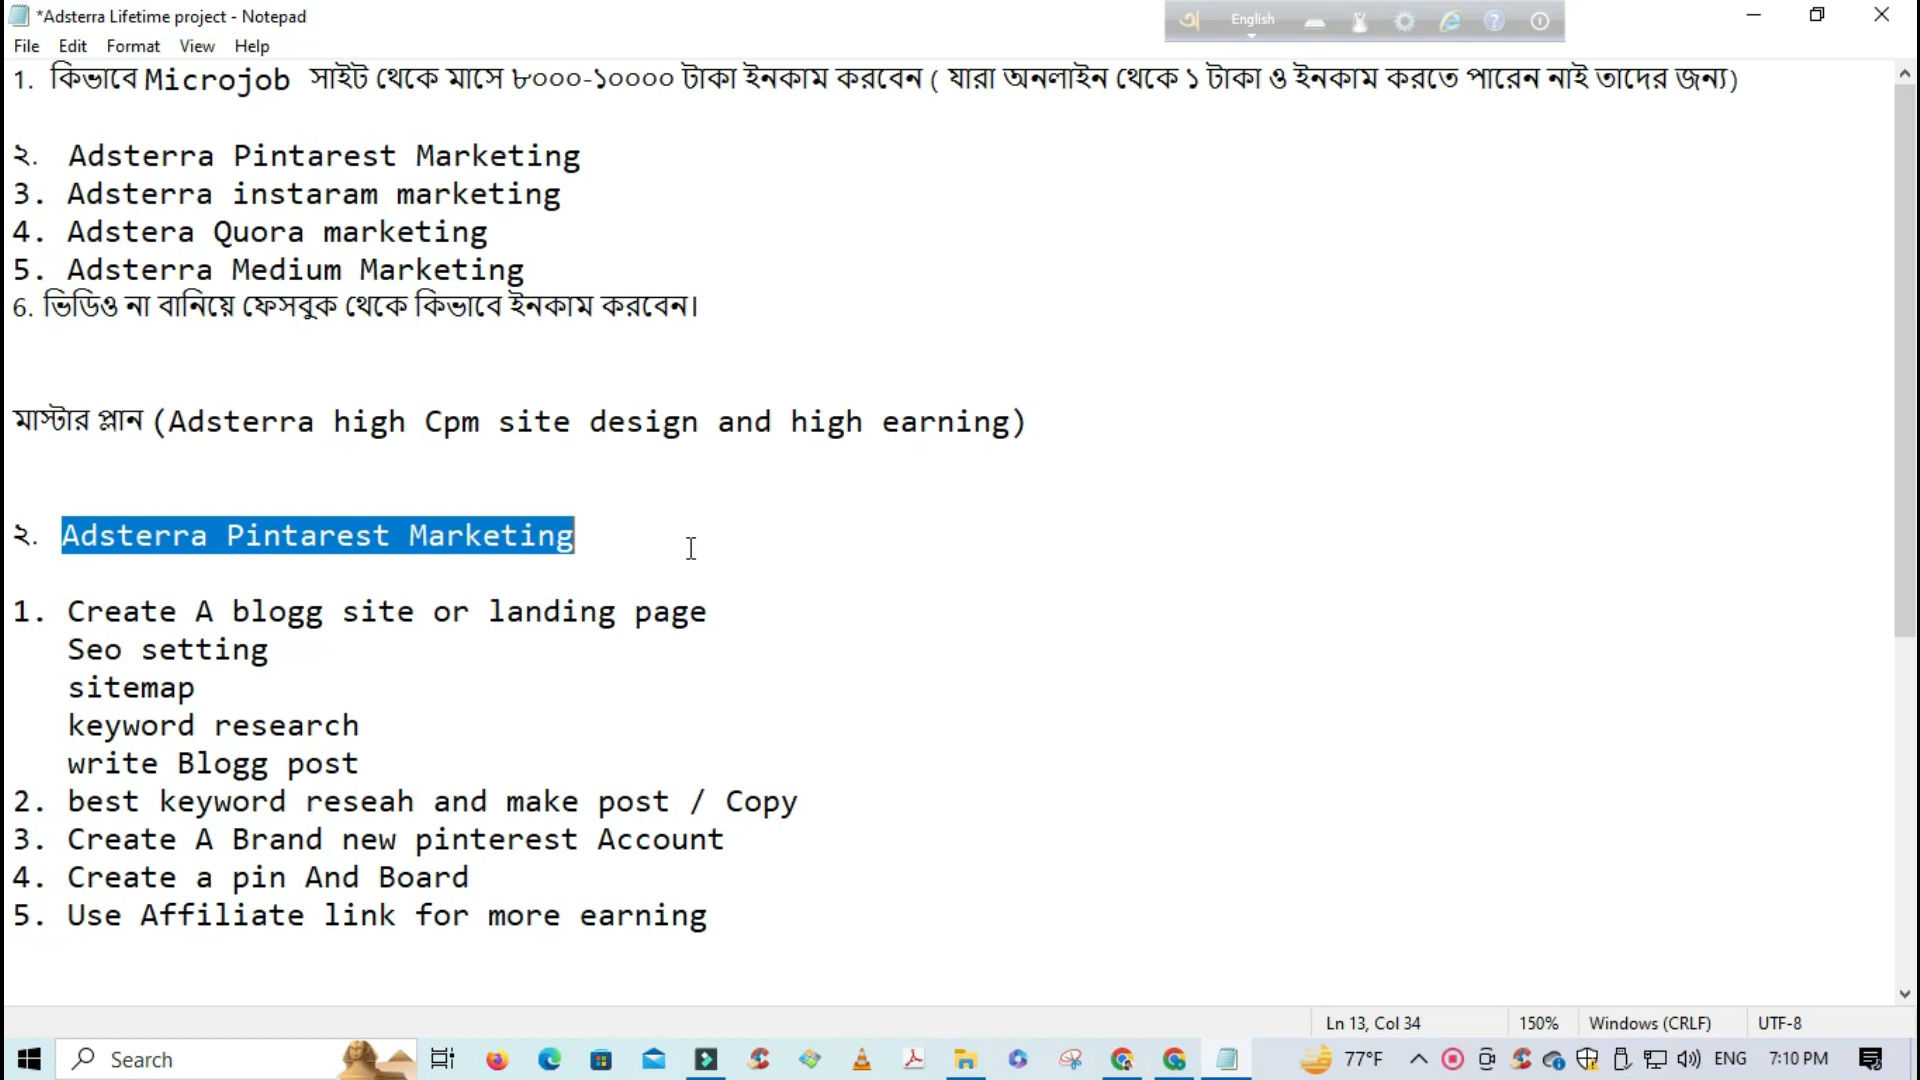 *Adsterra Lifetime project - Notepad
English
File Edit Format View Help
1. কিভাবে Microjob সাইট থেকে মাসে ৮০০০-১০০০০ টাকা ইনকাম করবেন ( যারা অনলাইন থেকে ১ টাকা ও ইনকাম করতে পারেন নাই তাদের জন্য)
২. Adsterra Pintarest Marketing
3. Adsterra instaram marketing
4. Adstera Quora marketing
5. Adsterra Medium Marketing
6. ভিডিও না বানিয়ে ফেসবুক থেকে কিভাবে ইনকাম করবেন।
মাস্টার প্লান (Adsterra high Cpm site design and high earning)
২. Adsterra Pintarest Marketing
1. Create A blogg site or landing page
Seo setting
sitemap
keyword research
write Blogg post
2. best keyword reseah and make post / Copy
3. Create A Brand new pinterest Account
4. Create a pin And Board
5. Use Affiliate link for more earning
Ln 13, Col 34 150% Windows (CRLF) UTF-8
Search 77°F ENG 7:10 PM